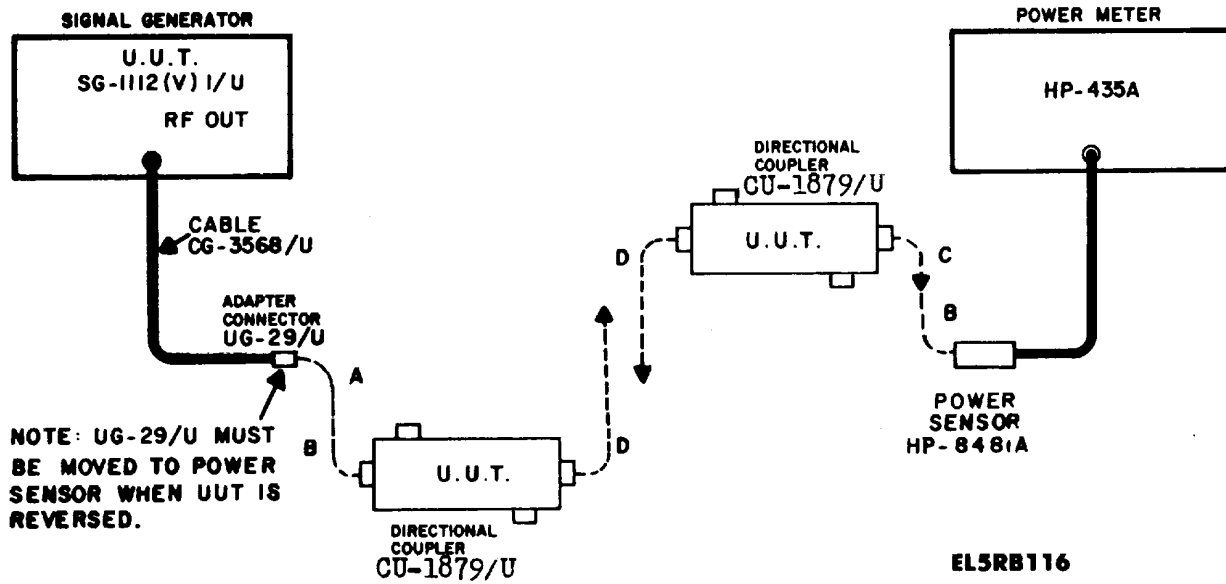 SIGNAL GENERATOR
U.U.T.
SG-1112(V) 1/U
RF OUT
CABLE
CG-3568/U
ADAPTER
CONNECTOR
UG-29/U
NOTE: UG-29/U MUST
BE MOVED TO POWER
SENSOR WHEN UUT IS
REVERSED.
A
B
U.U.T.
DIRECTIONAL
COUPLER
CU-1879/U
D
D
DIRECTIONAL
COUPLER
CU-1879/U
U.U.T.
C
B
POWER METER
HP-435A
POWER
SENSOR
HP-8481A
EL5RB116